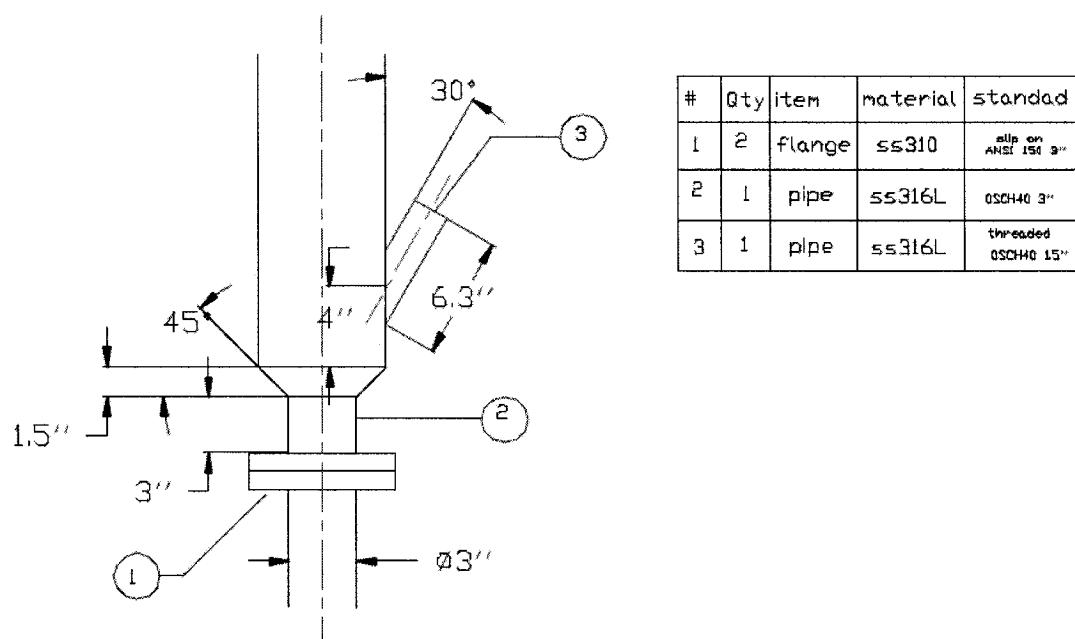 30°
3
45
4"
6.3"
1.5"
2
3"
1
Ø3"
# Qty item material standad
1 2 flange ss310 slip on
ANSI 150 3"
2 1 pipe ss316L 0SCH40 3"
3 1 pipe ss316L threaded
0SCH40 15"